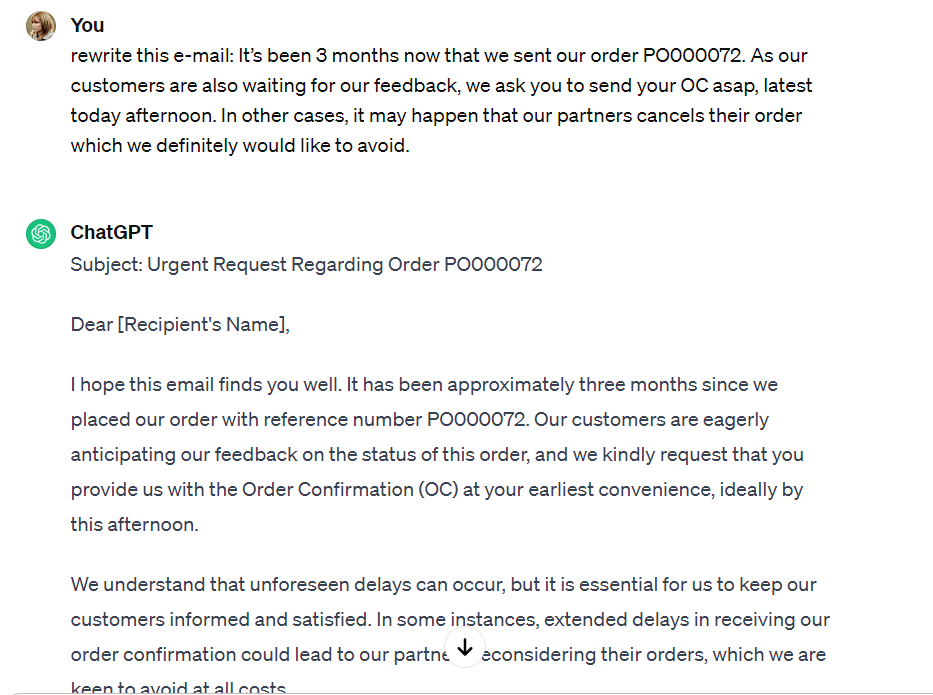 You
rewrite this e-mail: It’s been 3 months now that we sent our order PO000072. As our
customers are also waiting for our feedback, we ask you to send your OC asap, latest
today afternoon. In other cases, it may happen that our partners cancels their order
which we definitely would like to avoid.
ChatGPT
Subject: Urgent Request Regarding Order PO000072
Dear [Recipient's Name],
I hope this email finds you well. It has been approximately three months since we
placed our order with reference number PO000072. Our customers are eagerly
anticipating our feedback on the status of this order, and we kindly request that you
provide us with the Order Confirmation (OC) at your earliest convenience, ideally by
this afternoon.
We understand that unforeseen delays can occur, but it is essential for us to keep our
customers informed and satisfied. In some instances, extended delays in receiving our
order confirmation could lead to our partne econsidering their orders, which we are
keen to avoid at all costs.